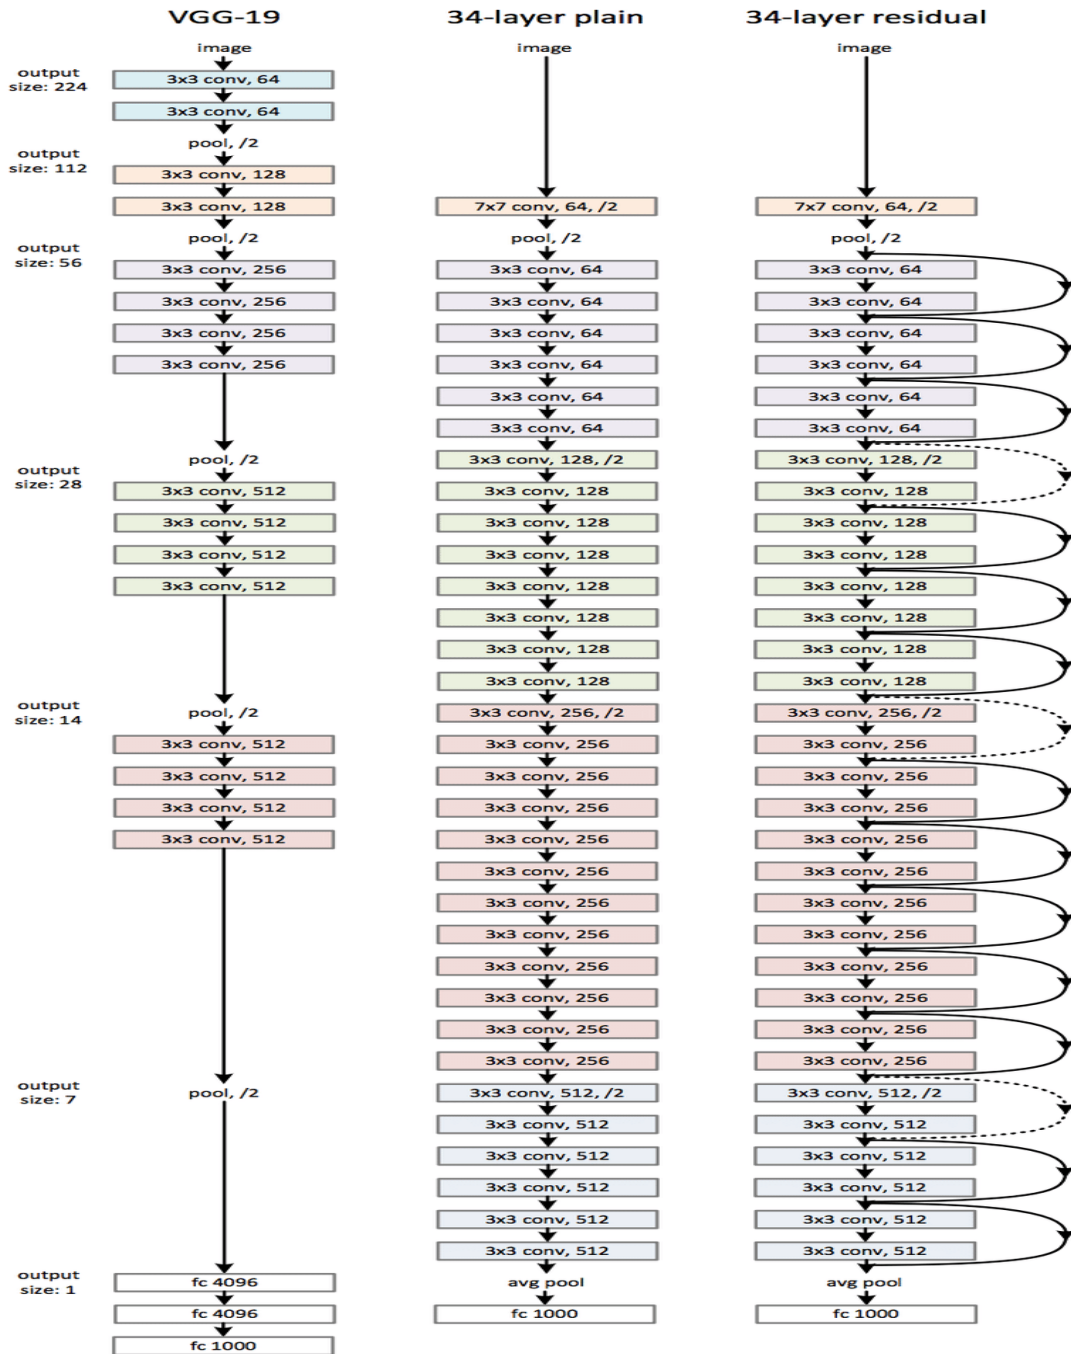 VGG-19
image
output
size: 224
3x3 conv, 64
3x3 conv, 64
pool, /2
output
size: 112
3x3 conv, 128
3x3 conv, 128
pool, /2
output
size: 56
3x3 conv, 256
3x3 conv, 256
3x3 conv, 256
3x3 conv, 256
pool, /2
output
size: 28
3x3 conv, 512
3x3 conv, 512
3x3 conv, 512
3x3 conv, 512
pool, /2
output
size: 14
3x3 conv, 512
3x3 conv, 512
3x3 conv, 512
3x3 conv, 512
pool, /2
output
size: 7
output
size: 1
fc 4096
fc 4096
fc 1000
34-layer plain
image
7x7 conv, 64, /2
pool, /2
3x3 conv, 64
3x3 conv, 64
3x3 conv, 64
3x3 conv, 64
3x3 conv, 64
3x3 conv, 64
3x3 conv, 128, /2
3x3 conv, 128
3x3 conv, 128
3x3 conv, 128
3x3 conv, 128
3x3 conv, 128
3x3 conv, 128
3x3 conv, 128
3x3 conv, 256, /2
3x3 conv, 256
3x3 conv, 256
3x3 conv, 256
3x3 conv, 256
3x3 conv, 256
3x3 conv, 256
3x3 conv, 256
3x3 conv, 256
3x3 conv, 256
3x3 conv, 256
3x3 conv, 256
3x3 conv, 512, /2
3x3 conv, 512
3x3 conv, 512
3x3 conv, 512
3x3 conv, 512
3x3 conv, 512
avg pool
fc 1000
34-layer residual
image
7x7 conv, 64, /2
pool, /2
3x3 conv, 64
3x3 conv, 64
3x3 conv, 64
3x3 conv, 64
3x3 conv, 64
3x3 conv, 64
3x3 conv, 128, /2
3x3 conv, 128
3x3 conv, 128
3x3 conv, 128
3x3 conv, 128
3x3 conv, 128
3x3 conv, 128
3x3 conv, 128
3x3 conv, 256, /2
3x3 conv, 256
3x3 conv, 256
3x3 conv, 256
3x3 conv, 256
3x3 conv, 256
3x3 conv, 256
3x3 conv, 256
3x3 conv, 256
3x3 conv, 256
3x3 conv, 256
3x3 conv, 256
3x3 conv, 512, /2
3x3 conv, 512
3x3 conv, 512
3x3 conv, 512
3x3 conv, 512
3x3 conv, 512
avg pool
fc 1000